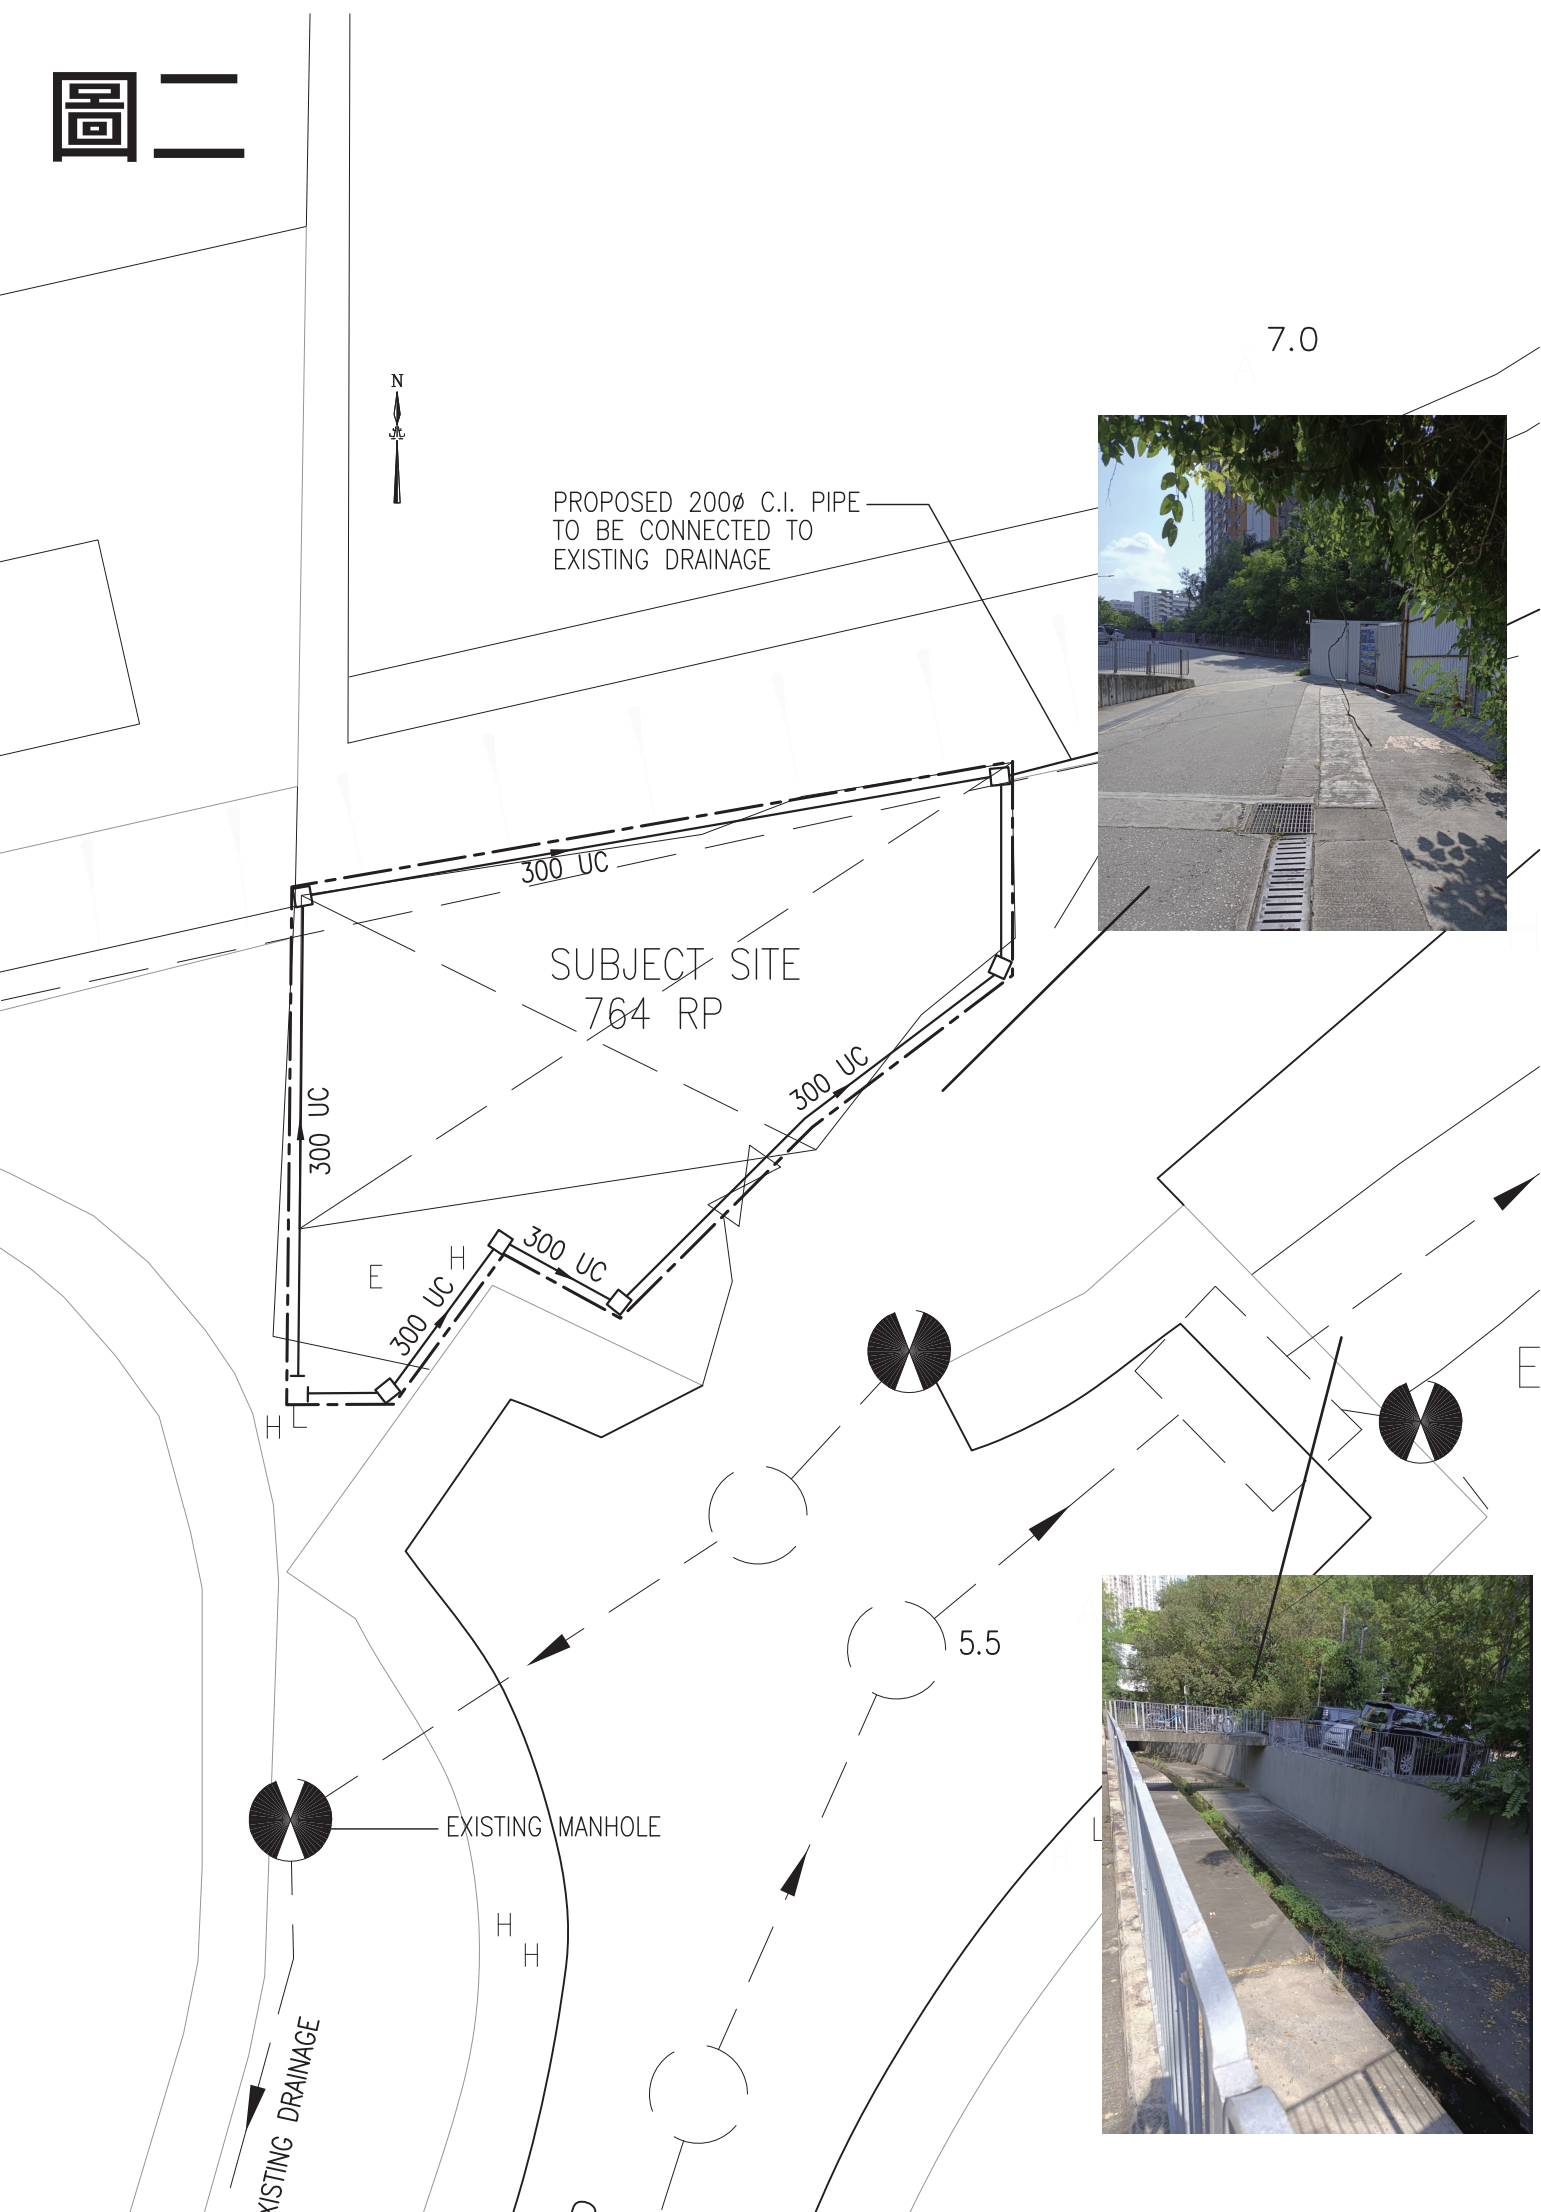 圖二
7.0
N
北
PROPOSED 200ø C.I. PIPE
TO BE CONNECTED TO
EXISTING DRAINAGE
300 UC
SUBJECT SITE
764 RP
300 UC
300 UC
300 UC
300 UC
E
H
H
L
E
5.5
EXISTING MANHOLE
L
H
H
EXISTING DRAINAGE